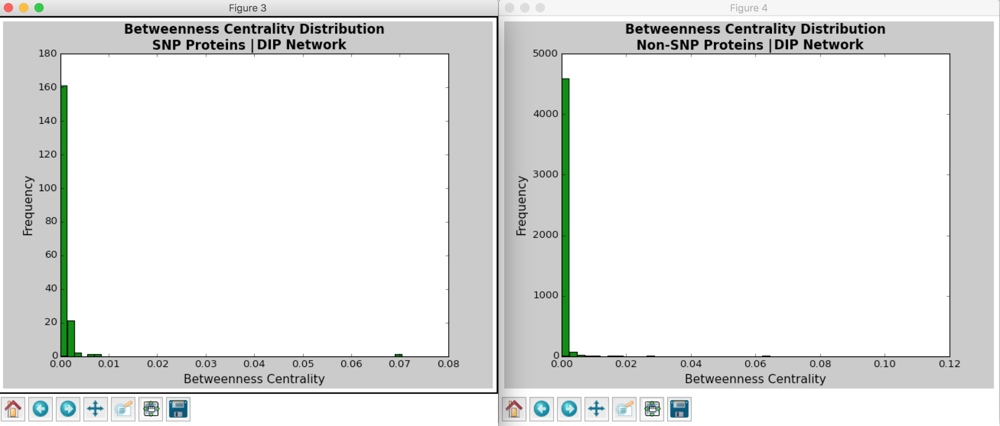 Figure 3
Betweenness Centrality Distribution
SNP Proteins | DIP Network
180
160
140
120
100
80
60
40
20
0
Frequency
0.00 0.01 0.02 0.03 0.04 0.05 0.06 0.07 0.08
Betweenness Centrality
Figure 4
Betweenness Centrality Distribution
Non-SNP Proteins | DIP Network
5000
4000
3000
2000
1000
0
Frequency
0.00 0.02 0.04 0.06 0.08 0.10 0.12
Betweenness Centrality